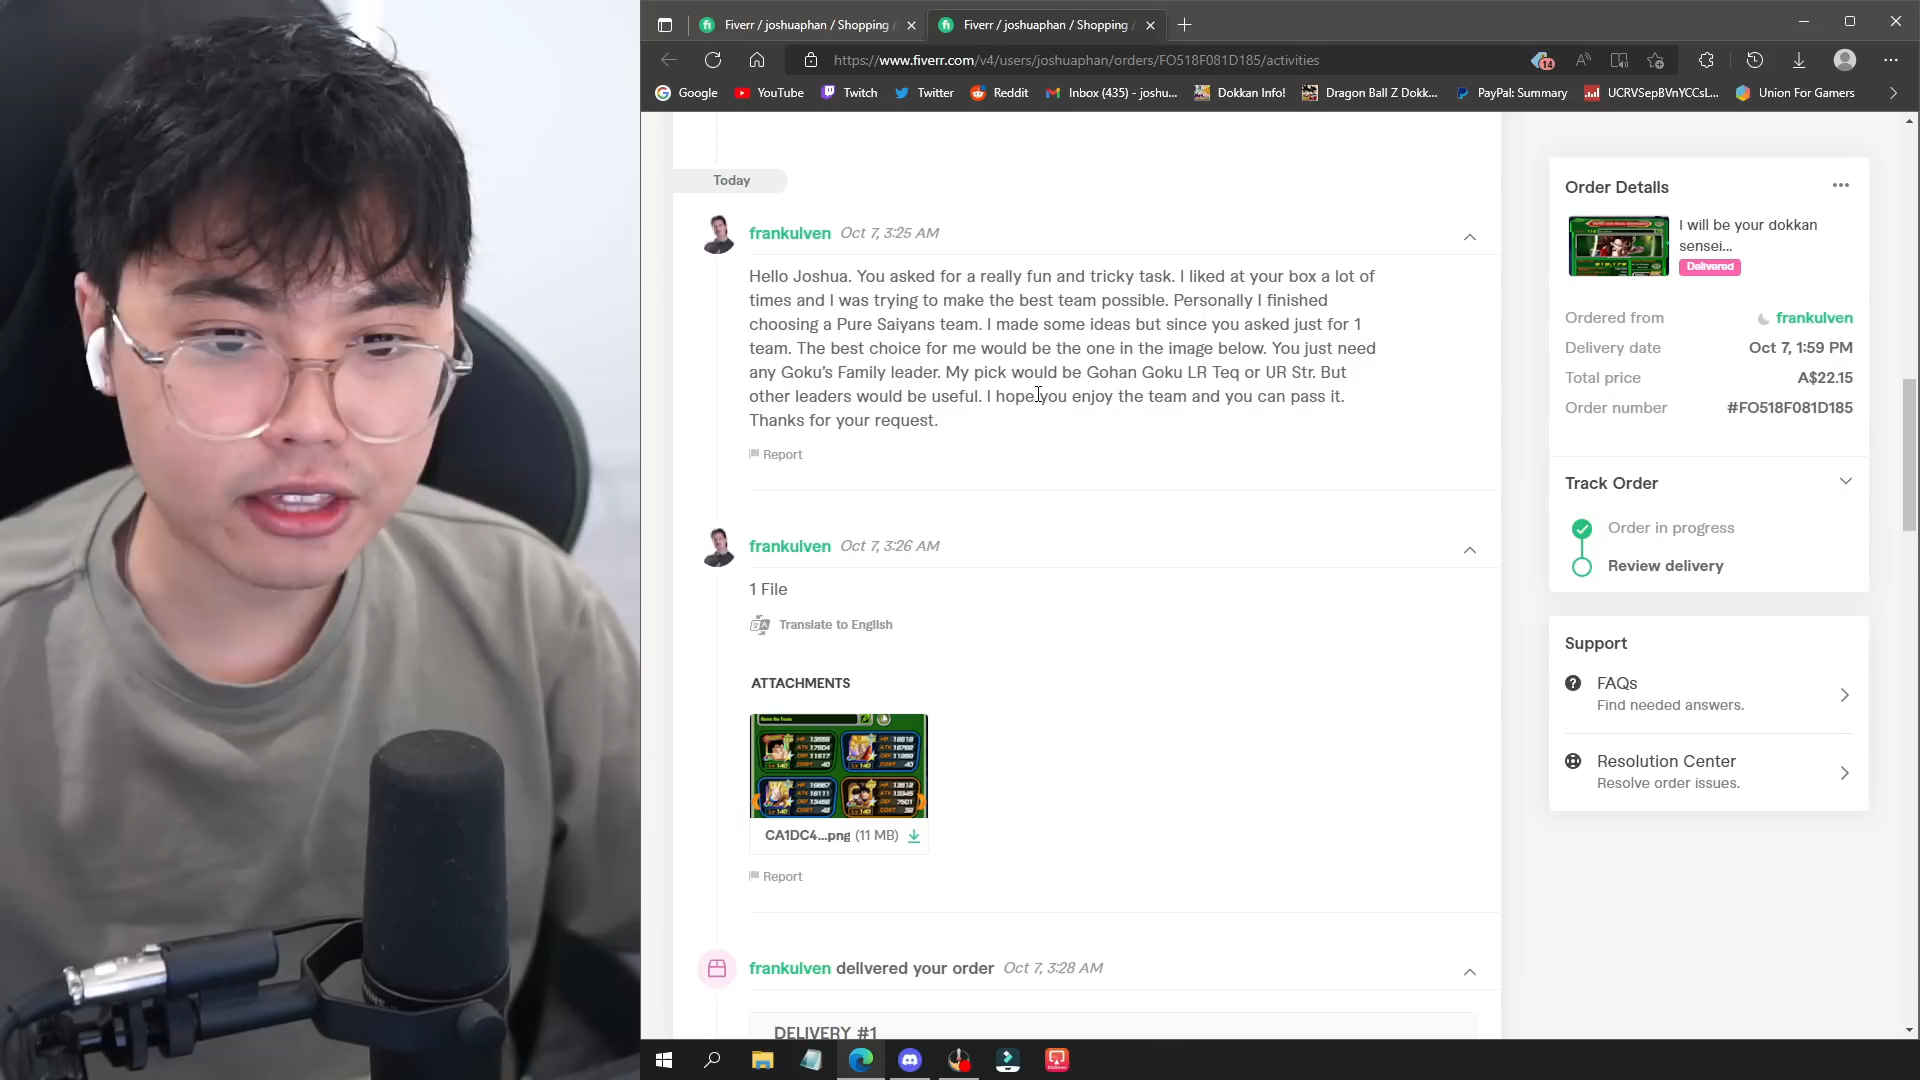 Fiverr / joshuaphan / Shopping
Fiverr / joshuaphan / Shopping
https://www.fiverr.com/v4/users/joshuaphan/orders/FO518F081D185/activities
14
Google YouTube Twitch Twitter Reddit Inbox (435) - joshu... Dokkan Info! Dragon Ball Z Dokk... PayPal: Summary UCRVSepBVnYCCsL... Union For Gamers
Today
frankulven Oct 7, 3:25 AM
Hello Joshua. You asked for a really fun and tricky task. I liked at your box a lot of
times and I was trying to make the best team possible. Personally I finished
choosing a Pure Saiyans team. I made some ideas but since you asked just for 1
team. The best choice for me would be the one in the image below. You just need
any Goku's Family leader. My pick would be Gohan Goku LR Teq or UR Str. But
other leaders would be useful. I hope you enjoy the team and you can pass it.
Thanks for your request.
Report
frankulven Oct 7, 3:26 AM
1 File
Translate to English
ATTACHMENTS
CA1DC4...png (11 MB)
Report
frankulven delivered your order Oct 7, 3:28 AM
DELIVERY #1
Order Details
I will be your dokkan
sensei...
Delivered
Ordered from frankulven
Delivery date Oct 7, 1:59 PM
Total price A$22.15
Order number #FO518F081D185
Track Order
Order in progress
Review delivery
Support
FAQs
Find needed answers.
Resolution Center
Resolve order issues.